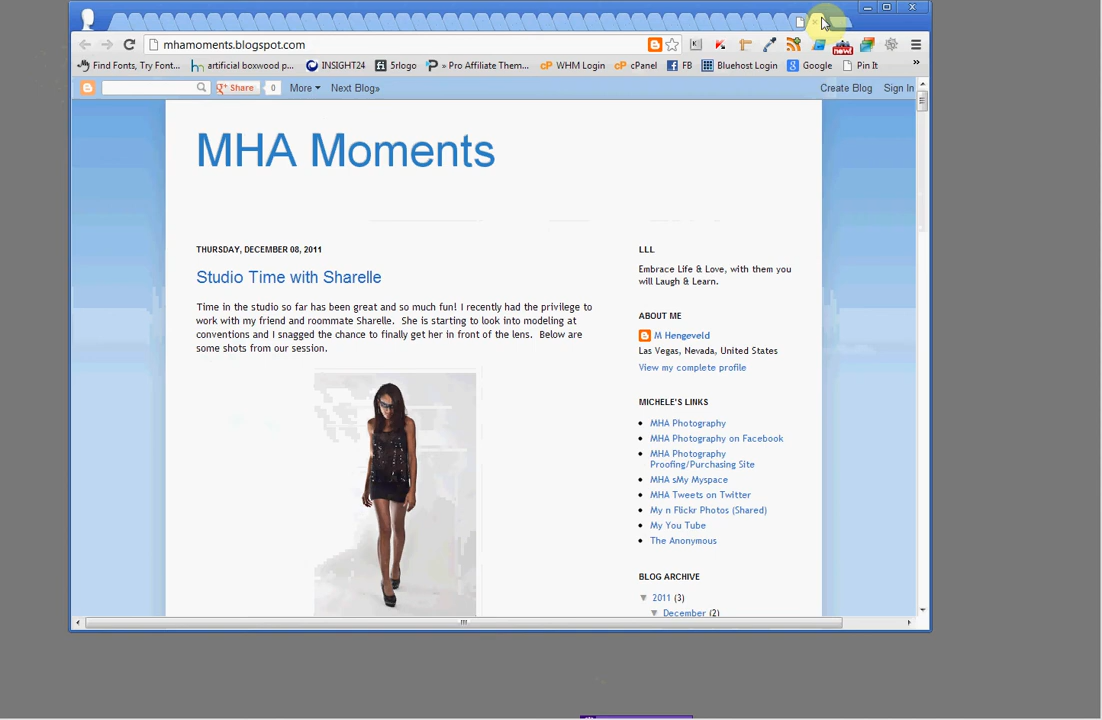 mhamoments.blogspot.com
now!
Find Fonts, Try Font... artificial boxwood p... INSIGHT24 5rlogo » Pro Affiliate Them... cP WHM Login cP cPanel FB Bluehost Login Google Pin It »
Share 0 More Next Blog» Create Blog Sign In
MHA Moments
THURSDAY, DECEMBER 08, 2011
Studio Time with Sharelle
Time in the studio so far has been great and so much fun! I recently had the privilege to
work with my friend and roommate Sharelle. She is starting to look into modeling at
conventions and I snagged the chance to finally get her in front of the lens. Below are
some shots from our session.
LLL
Embrace Life & Love, with them you
will Laugh & Learn.
ABOUT ME
M Hengeveld
Las Vegas, Nevada, United States
View my complete profile
MICHELE'S LINKS
MHA Photography
MHA Photography on Facebook
MHA Photography
Proofing/Purchasing Site
MHA sMy Myspace
MHA Tweets on Twitter
My n Flickr Photos (Shared)
My You Tube
The Anonymous
BLOG ARCHIVE
▼ 2011 (3)
▼ December (2)